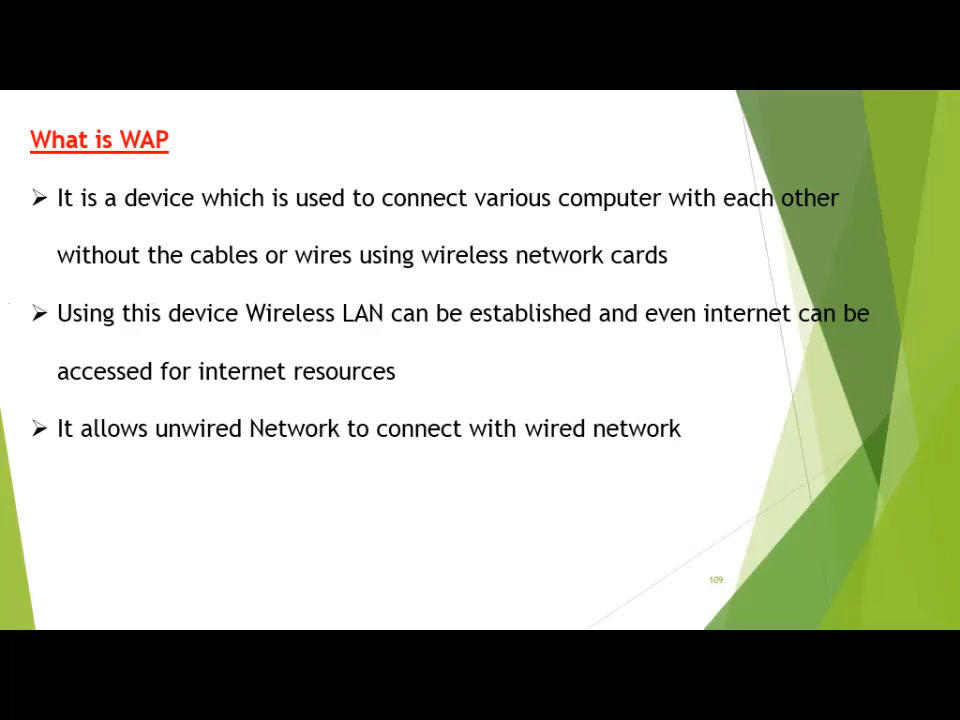 What is WAP
➢ It is a device which is used to connect various computer with each other
without the cables or wires using wireless network cards
➢ Using this device Wireless LAN can be established and even internet can be
accessed for internet resources
➢ It allows unwired Network to connect with wired network
109